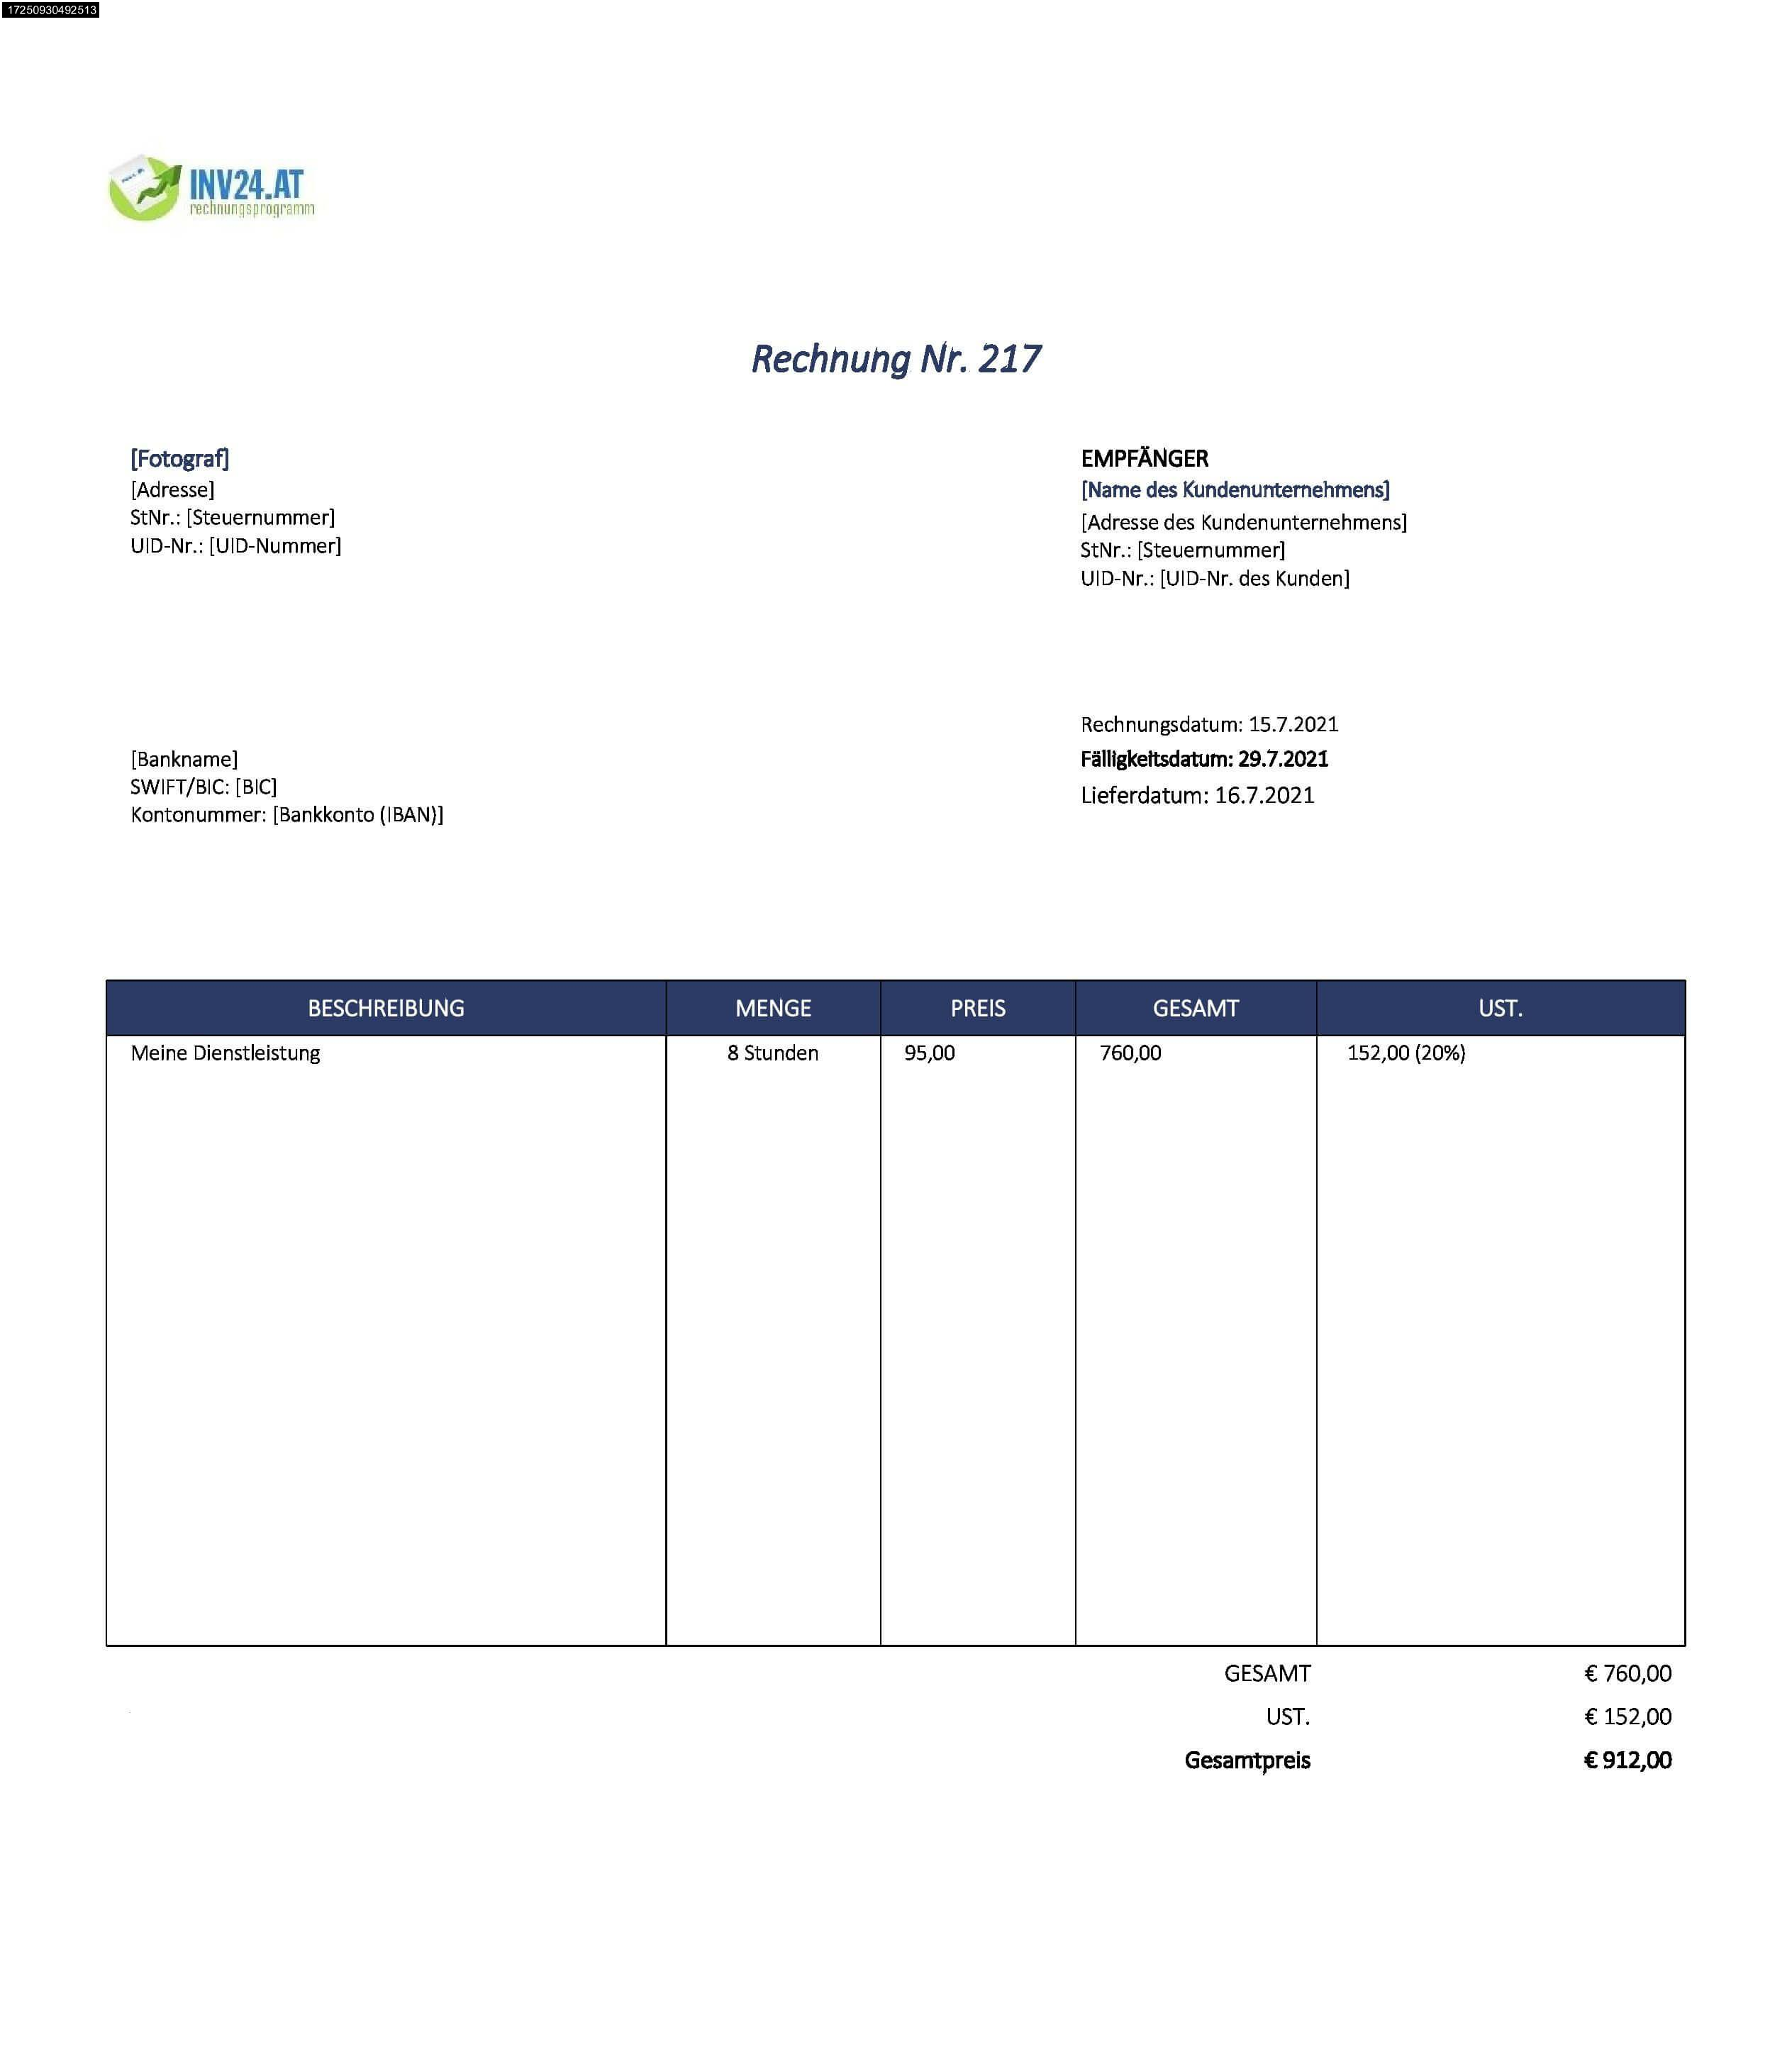 17250930492513
INV24.AT
rechnungsprogramm
Rechnung Nr. 217
[Fotograf]
[Adresse]
StNr.: [Steuernummer]
UID-Nr.: [UID-Nummer]
EMPFÄNGER
[Name des Kundenunternehmens]
[Adresse des Kundenunternehmens]
StNr.: [Steuernummer]
UID-Nr.: [UID-Nr. des Kunden]
[Bankname]
SWIFT/BIC: [BIC]
Kontonummer: [Bankkonto (IBAN)]
Rechnungsdatum: 15.7.2021
Fälligkeitsdatum: 29.7.2021
Lieferdatum: 16.7.2021
BESCHREIBUNG MENGE PREIS GESAMT UST.
Meine Dienstleistung 8 Stunden 95,00 760,00 152,00 (20%)
GESAMT € 760,00
UST. € 152,00
Gesamtpreis € 912,00